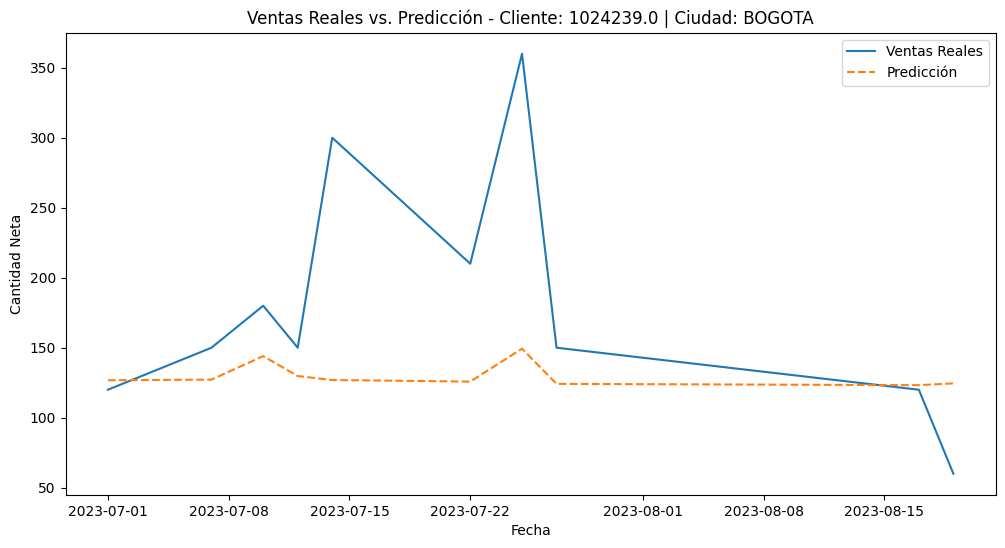 Ventas Reales vs. Predicción - Cliente: 1024239.0 | Ciudad: BOGOTA
Ventas Reales
Predicción
350
300
250
200
150
100
50
Cantidad Neta
2023-07-01 2023-07-08 2023-07-15 2023-07-22 2023-08-01 2023-08-08 2023-08-15
Fecha